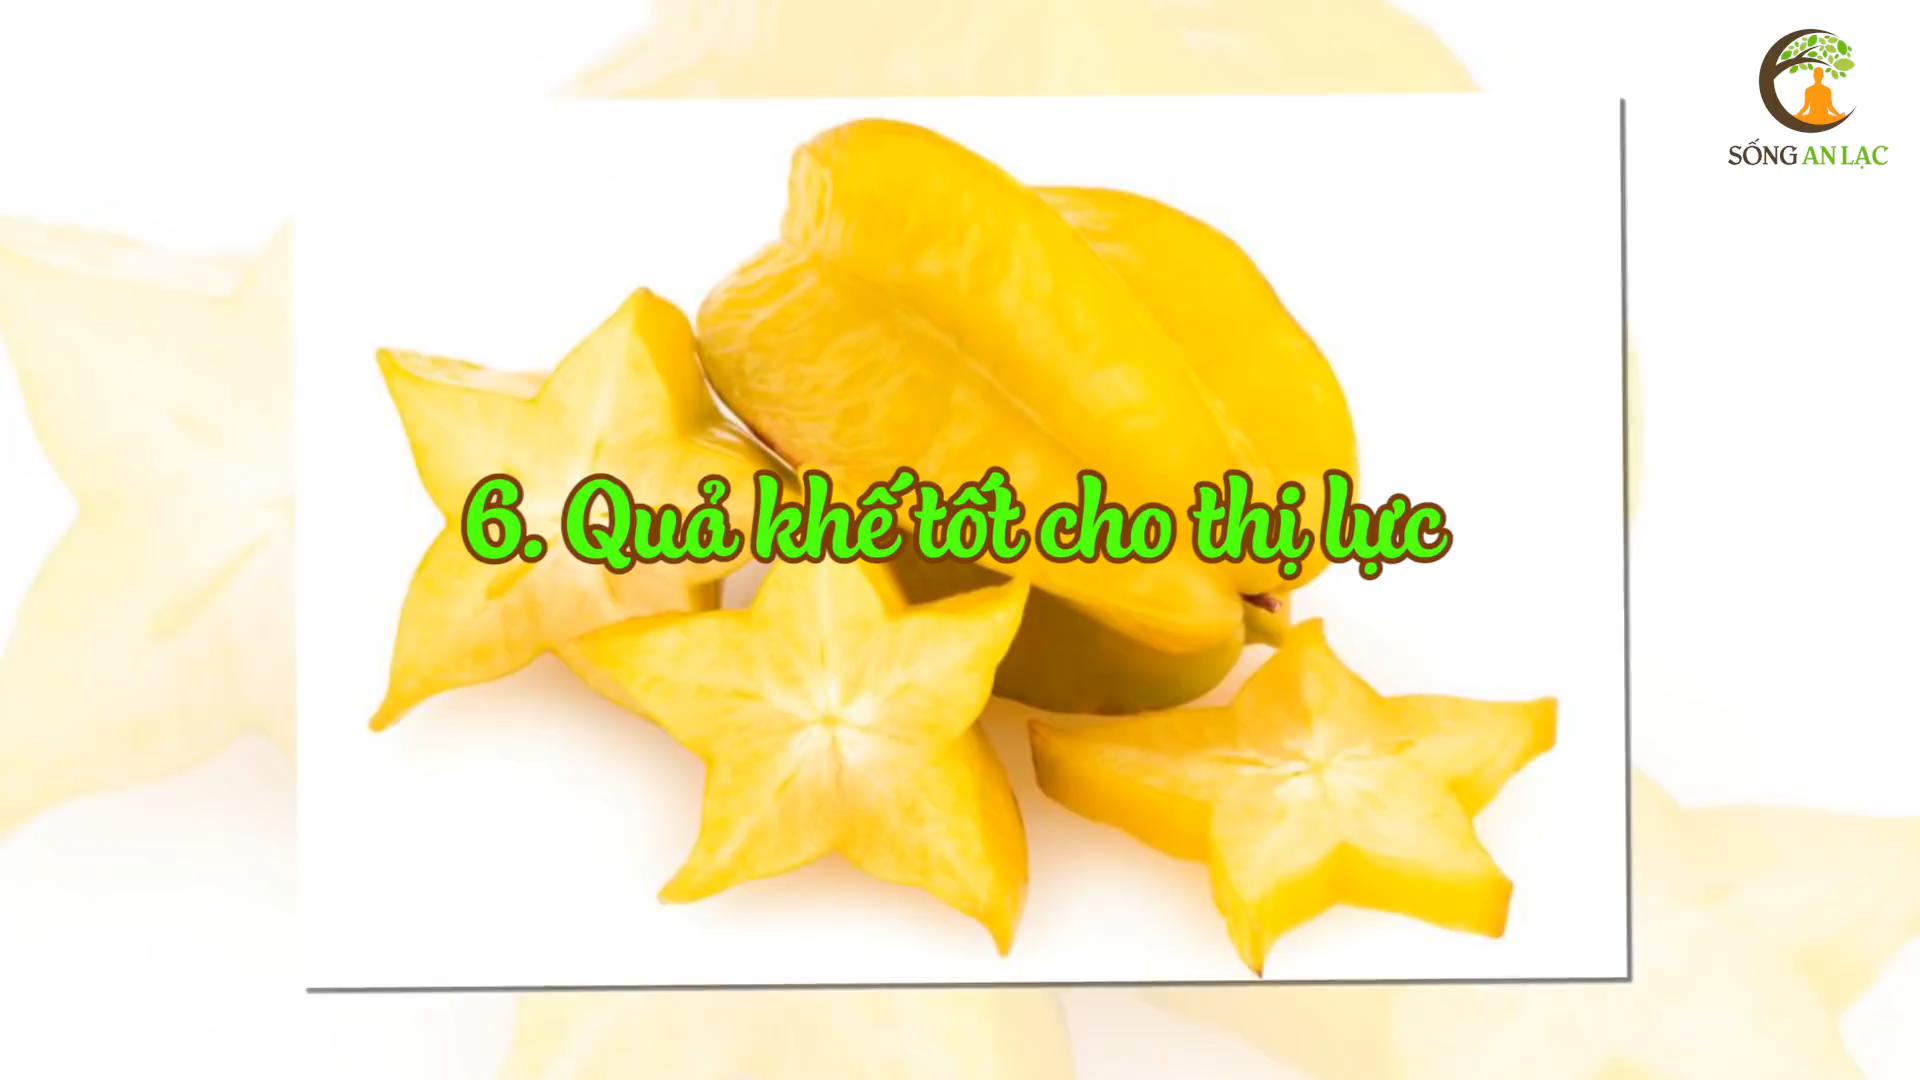 SỐNG AN LẠC
6. Quả khế tốt cho thị lực